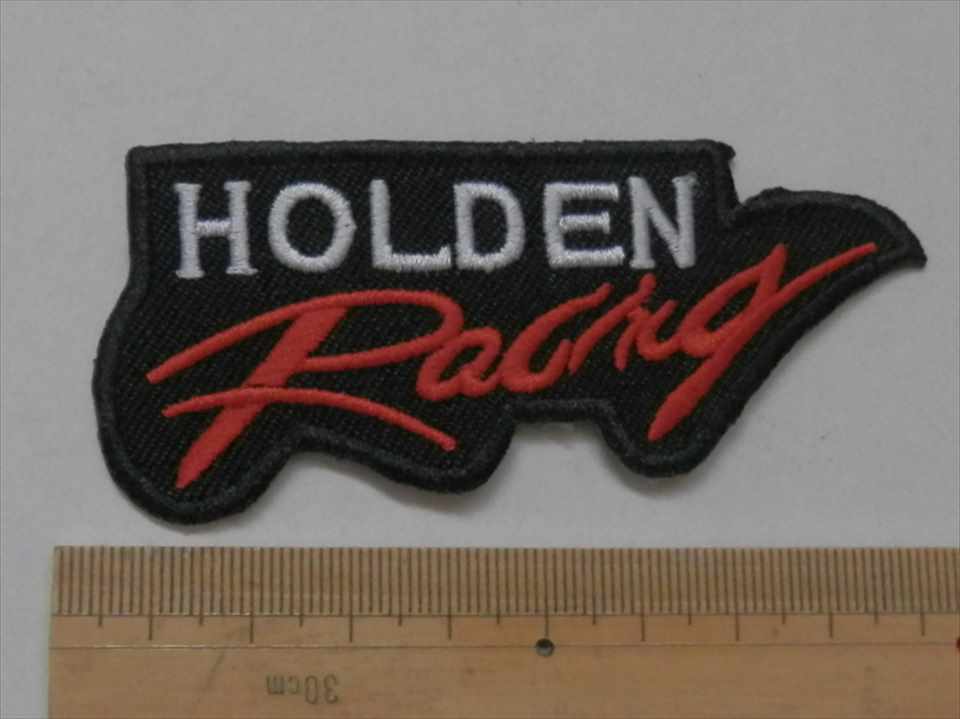 HOLDEN
Racing
30cm